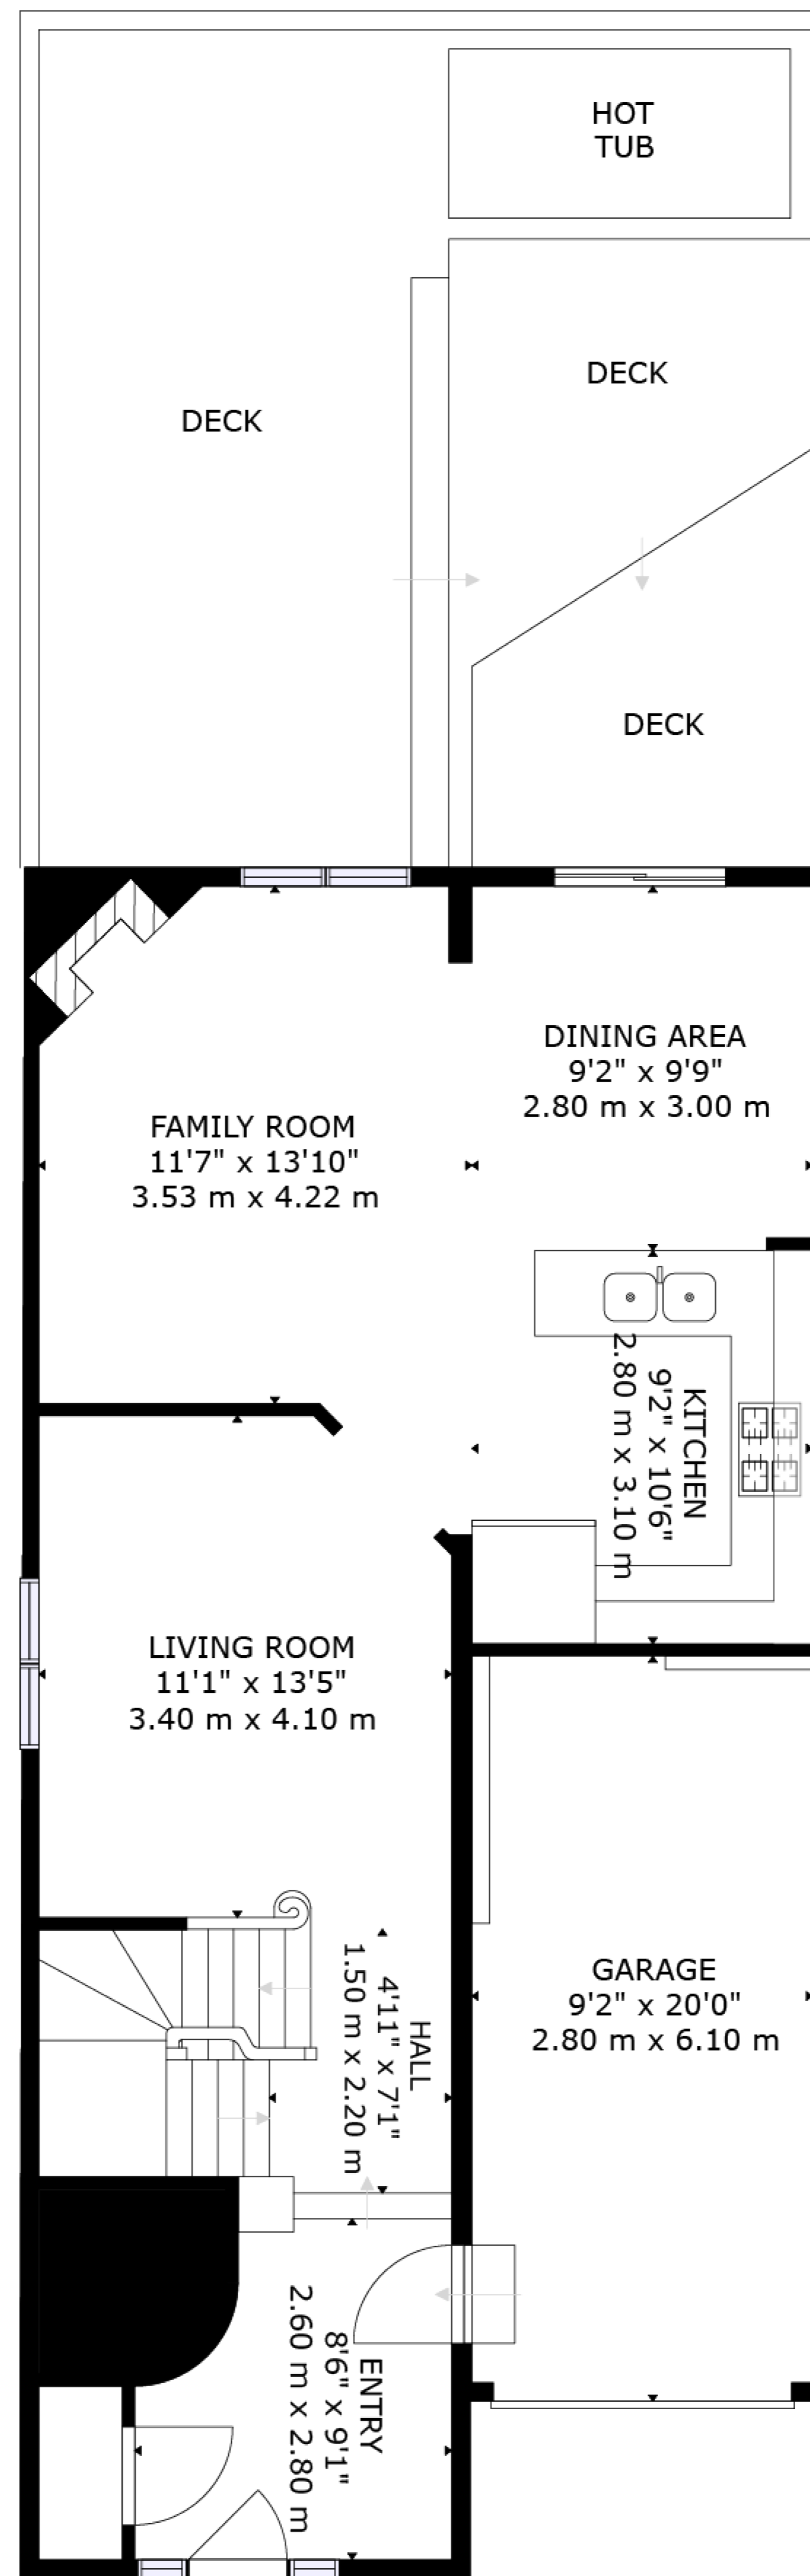 HOT
TUB
DECK
DECK
DECK
DINING AREA
9'2" x 9'9"
2.80 m x 3.00 m
FAMILY ROOM
11'7" x 13'10"
3.53 m x 4.22 m
KITCHEN
9'2" x 10'6"
2.80 m x 3.10 m
LIVING ROOM
11'1" x 13'5"
3.40 m x 4.10 m
GARAGE
9'2" x 20'0"
2.80 m x 6.10 m
HALL
4'11" x 7'1"
1.50 m x 2.20 m
ENTRY
8'6" x 9'1"
2.60 m x 2.80 m